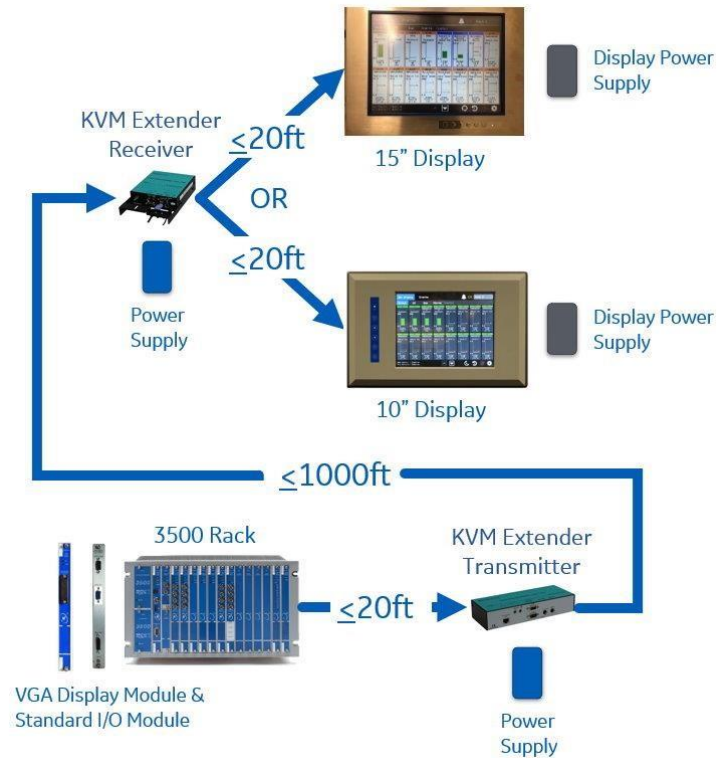 Display Power
Supply
KVM Extender
Receiver
≤20ft
15” Display
OR
≤20ft
Power
Supply
Display Power
Supply
10” Display
≤1000ft
3500 Rack
KVM Extender
Transmitter
≤20ft
VGA Display Module &
Standard I/O Module
Power
Supply